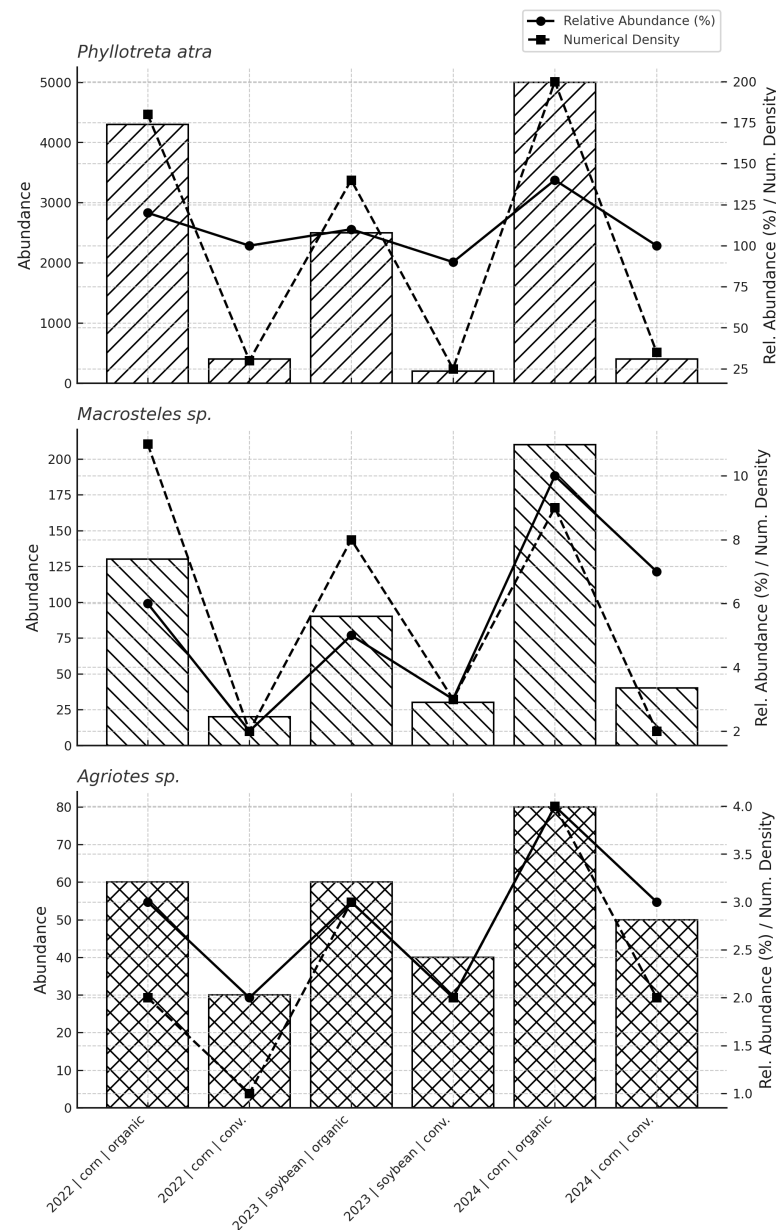 Relative Abundance (%)
Numerical Density
Phyllotreta atra
5000
4000
3000
2000
1000
0
Abundance
200
175
150
125
100
75
50
25
Rel. Abundance (%) / Num. Density
Macrosteles sp.
200
175
150
125
100
75
50
25
0
Abundance
10
8
6
4
2
Rel. Abundance (%) / Num. Density
Agriotes sp.
80
70
60
50
40
30
20
10
0
Abundance
4.0
3.5
3.0
2.5
2.0
1.5
1.0
Rel. Abundance (%) / Num. Density
2022 | corn | organic
2022 | corn | conv.
2023 | soybean | organic
2023 | soybean | conv.
2024 | corn | organic
2024 | corn | conv.